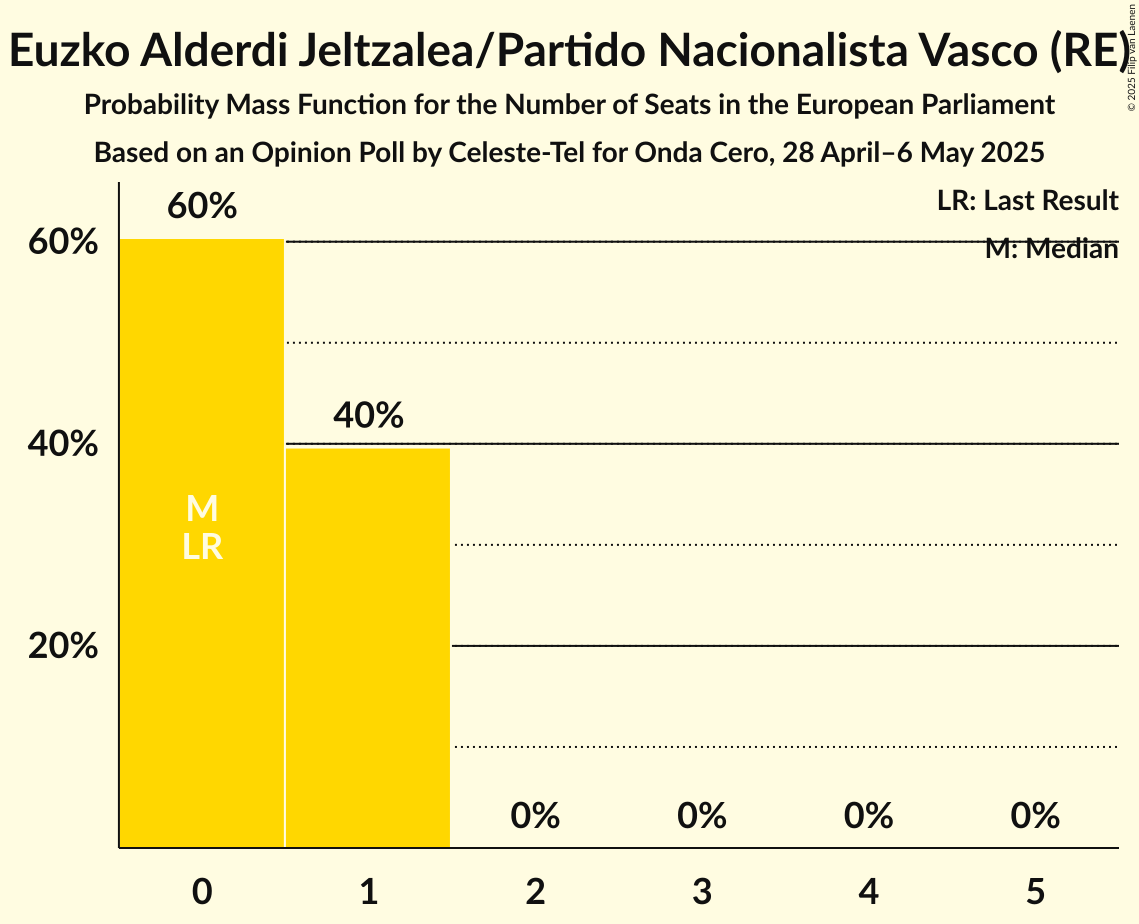 Euzko Alderdi Jeltzalea/Partido Nacionalista Vasco (RE)
© 2025 Filip van Laenen
Probability Mass Function for the Number of Seats in the European Parliament
Based on an Opinion Poll by Celeste-Tel for Onda Cero, 28 April–6 May 2025
LR: Last Result
M: Median
60%
40%
20%
60%
40%
0%
0%
0%
0%
M
LR
0
1
2
3
4
5